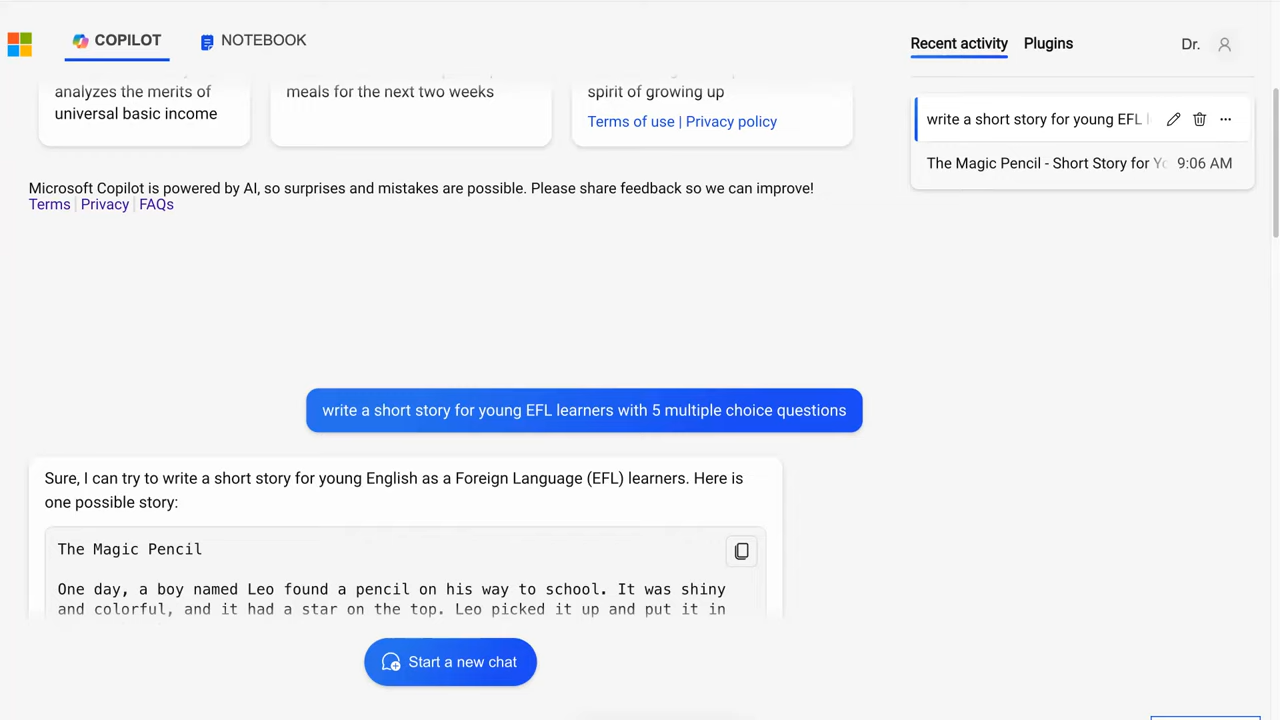 COPILOT
NOTEBOOK
Recent activity
Plugins
Dr.
analyzes the merits of
universal basic income
meals for the next two weeks
spirit of growing up
Terms of use | Privacy policy
write a short story for young EFL
The Magic Pencil - Short Story for Yo 9:06 AM
Microsoft Copilot is powered by AI, so surprises and mistakes are possible. Please share feedback so we can improve!
Terms | Privacy | FAQs
write a short story for young EFL learners with 5 multiple choice questions
Sure, I can try to write a short story for young English as a Foreign Language (EFL) learners. Here is
one possible story:
The Magic Pencil
One day, a boy named Leo found a pencil on his way to school. It was shiny
and colorful, and it had a star on the top. Leo picked it up and put it in
Start a new chat